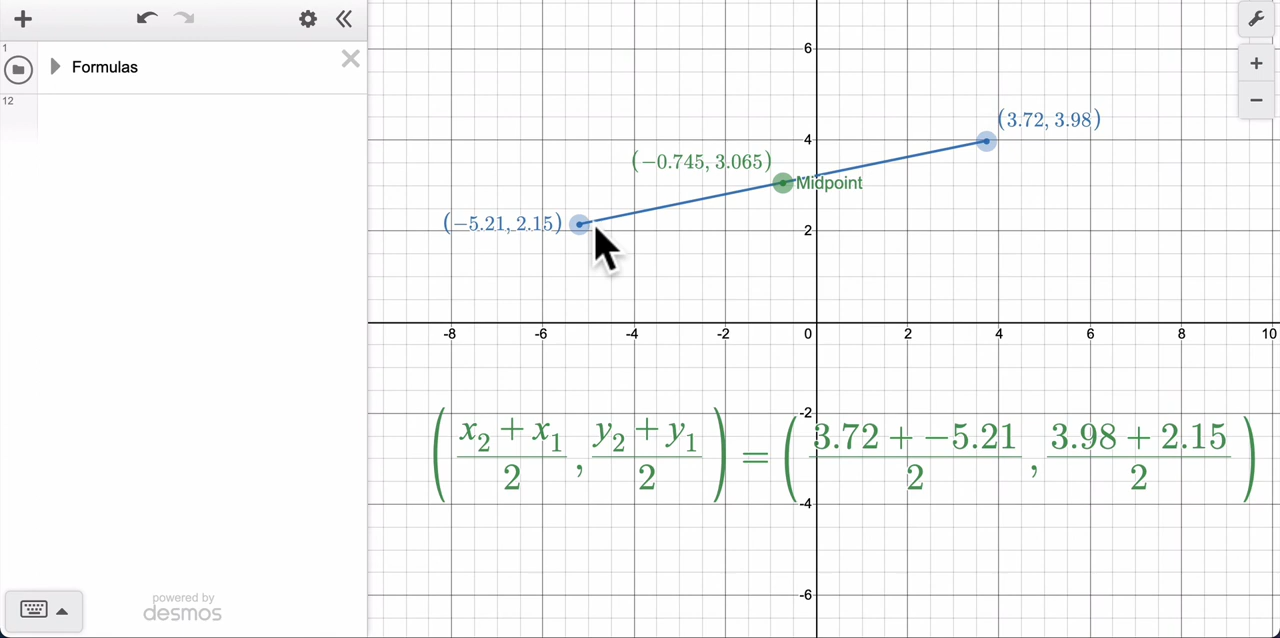 1
Formulas
12
6
(3.72, 3.98)
4
(−0.745, 3.065)
Midpoint
(−5.21, 2.15)
2
-8 -6 -4 -2 0 2 4 6 8 10
-2
(x₂ + x₁ / 2, y₂ + y₁ / 2) = (3.72 + −5.21 / 2, 3.98 + 2.15 / 2)
-4
-6
powered by
desmos